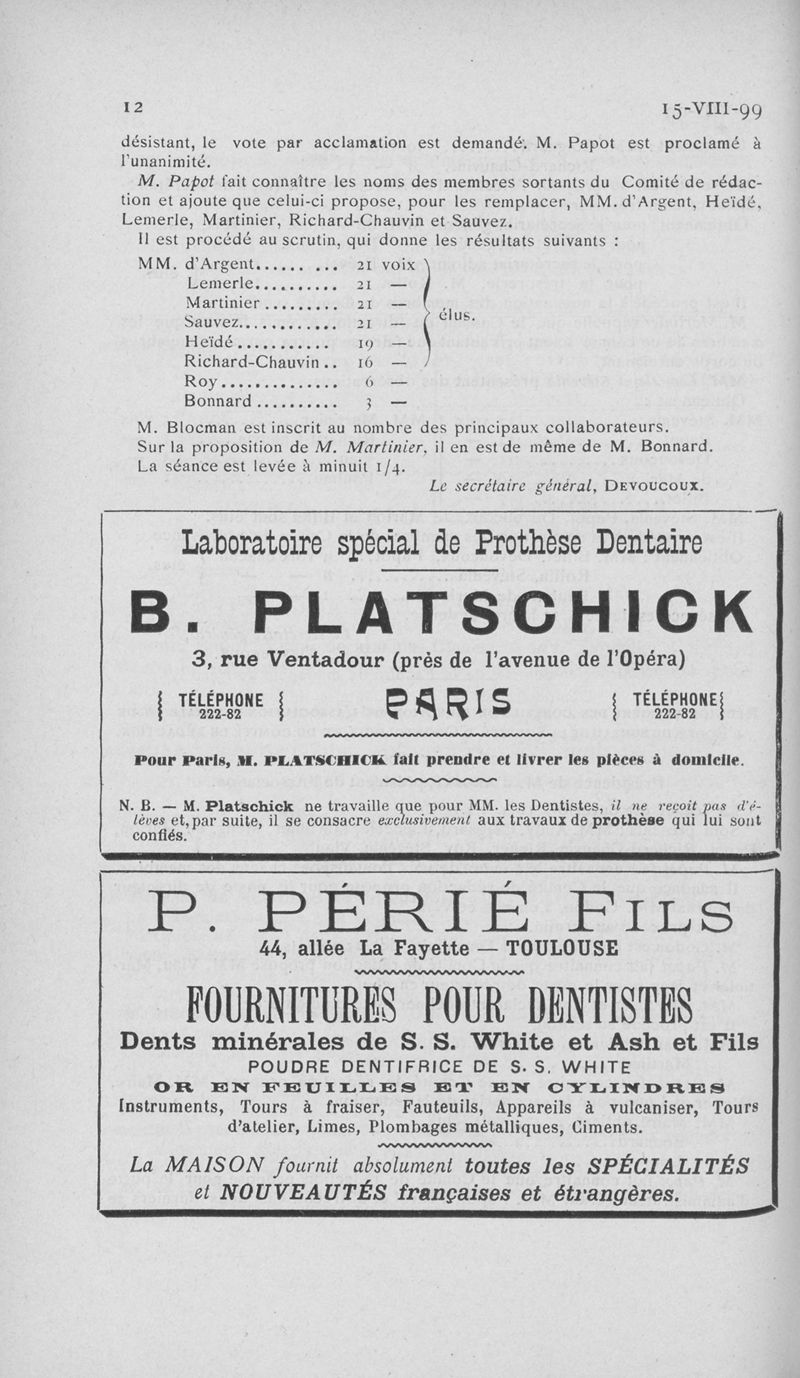 12 15-VIII-99
désistant, le vote par acclamation est demandé. M. Papot est proclamé à
l'unanimité.
M. Papot fait connaître les noms des membres sortants du Comité de rédac-
tion et ajoute que celui-ci propose, pour les remplacer, MM. d'Argent, Heïdé,
Lemerle, Martinier, Richard-Chauvin et Sauvez.
Il est procédé au scrutin, qui donne les résultats suivants :
MM. d'Argent...... ... 21 voix
Lemerle.......... 21 —
Martinier......... 21 —
Sauvez............ 21 — élus.
Heïdé........... 19 —
Richard-Chauvin.. 16 —
Roy.............. 6 —
Bonnard.......... 3 —
M. Blocman est inscrit au nombre des principaux collaborateurs.
Sur la proposition de M. Martinier, il en est de même de M. Bonnard.
La séance est levée à minuit 1/4.
Le secrétaire général, DEVOUCOUX.
Laboratoire spécial de Prothèse Dentaire
B. PLATSCHICK
3, rue Ventadour (près de l'avenue de l'Opéra)
TÉLÉPHONE 222-82 PARIS TÉLÉPHONE 222-82
Pour Paris, M. PLATSCHICK fait prendre et livrer les pièces à domicile.
N. B. — M. Platschick ne travaille que pour MM. les Dentistes, il ne reçoit pas d'é-
lèves et, par suite, il se consacre exclusivement aux travaux de prothèse qui lui sont
confiés.
P. PÉRIÉ FILS
44, allée La Fayette — TOULOUSE
FOURNITURES POUR DENTISTES
Dents minérales de S. S. White et Ash et Fils
POUDRE DENTIFRICE DE S. S. WHITE
OR EN FEUILLES ET EN CYLINDRES
Instruments, Tours à fraiser, Fauteuils, Appareils à vulcaniser, Tours
d'atelier, Limes, Plombages métalliques, Ciments.
La MAISON fournit absolument toutes les SPÉCIALITÉS
et NOUVEAUTÉS françaises et étrangères.